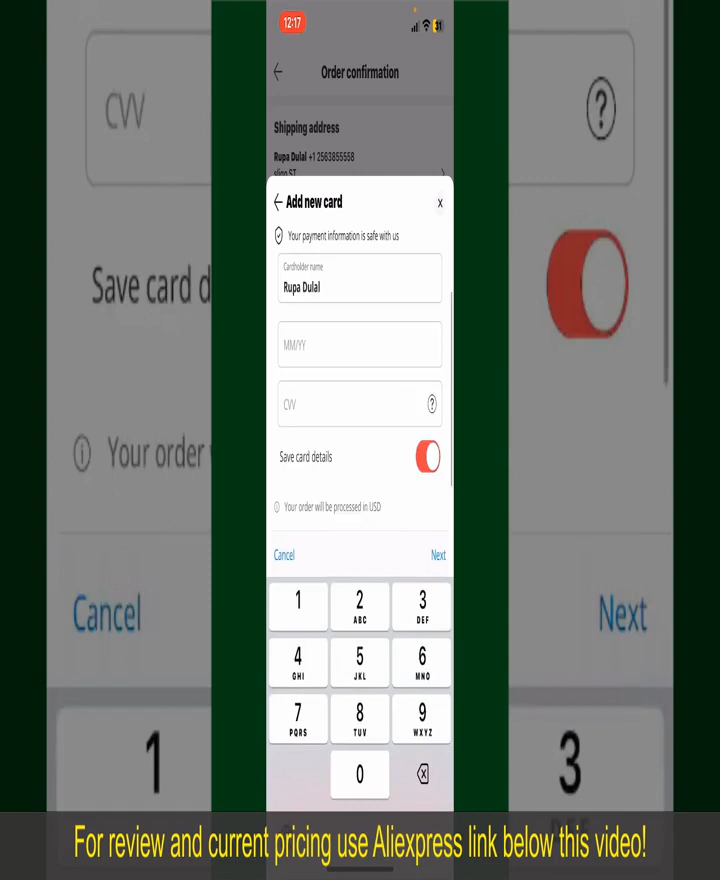 12:17
31
Order confirmation
Shipping address
Rupa Dulal +1 2563855558
sligo ST
Add new card
x
Your payment information is safe with us
Cardholder name
Rupa Dulal
MM/YY
CVV
?
Save card details
Your order will be processed in USD
Cancel
Next
1
2
ABC
3
DEF
4
GHI
5
JKL
6
MNO
7
PQRS
8
TUV
9
WXYZ
0
CVV
?
Save card d
Your order
Cancel
Next
1
3
For review and current pricing use Aliexpress link below this video!